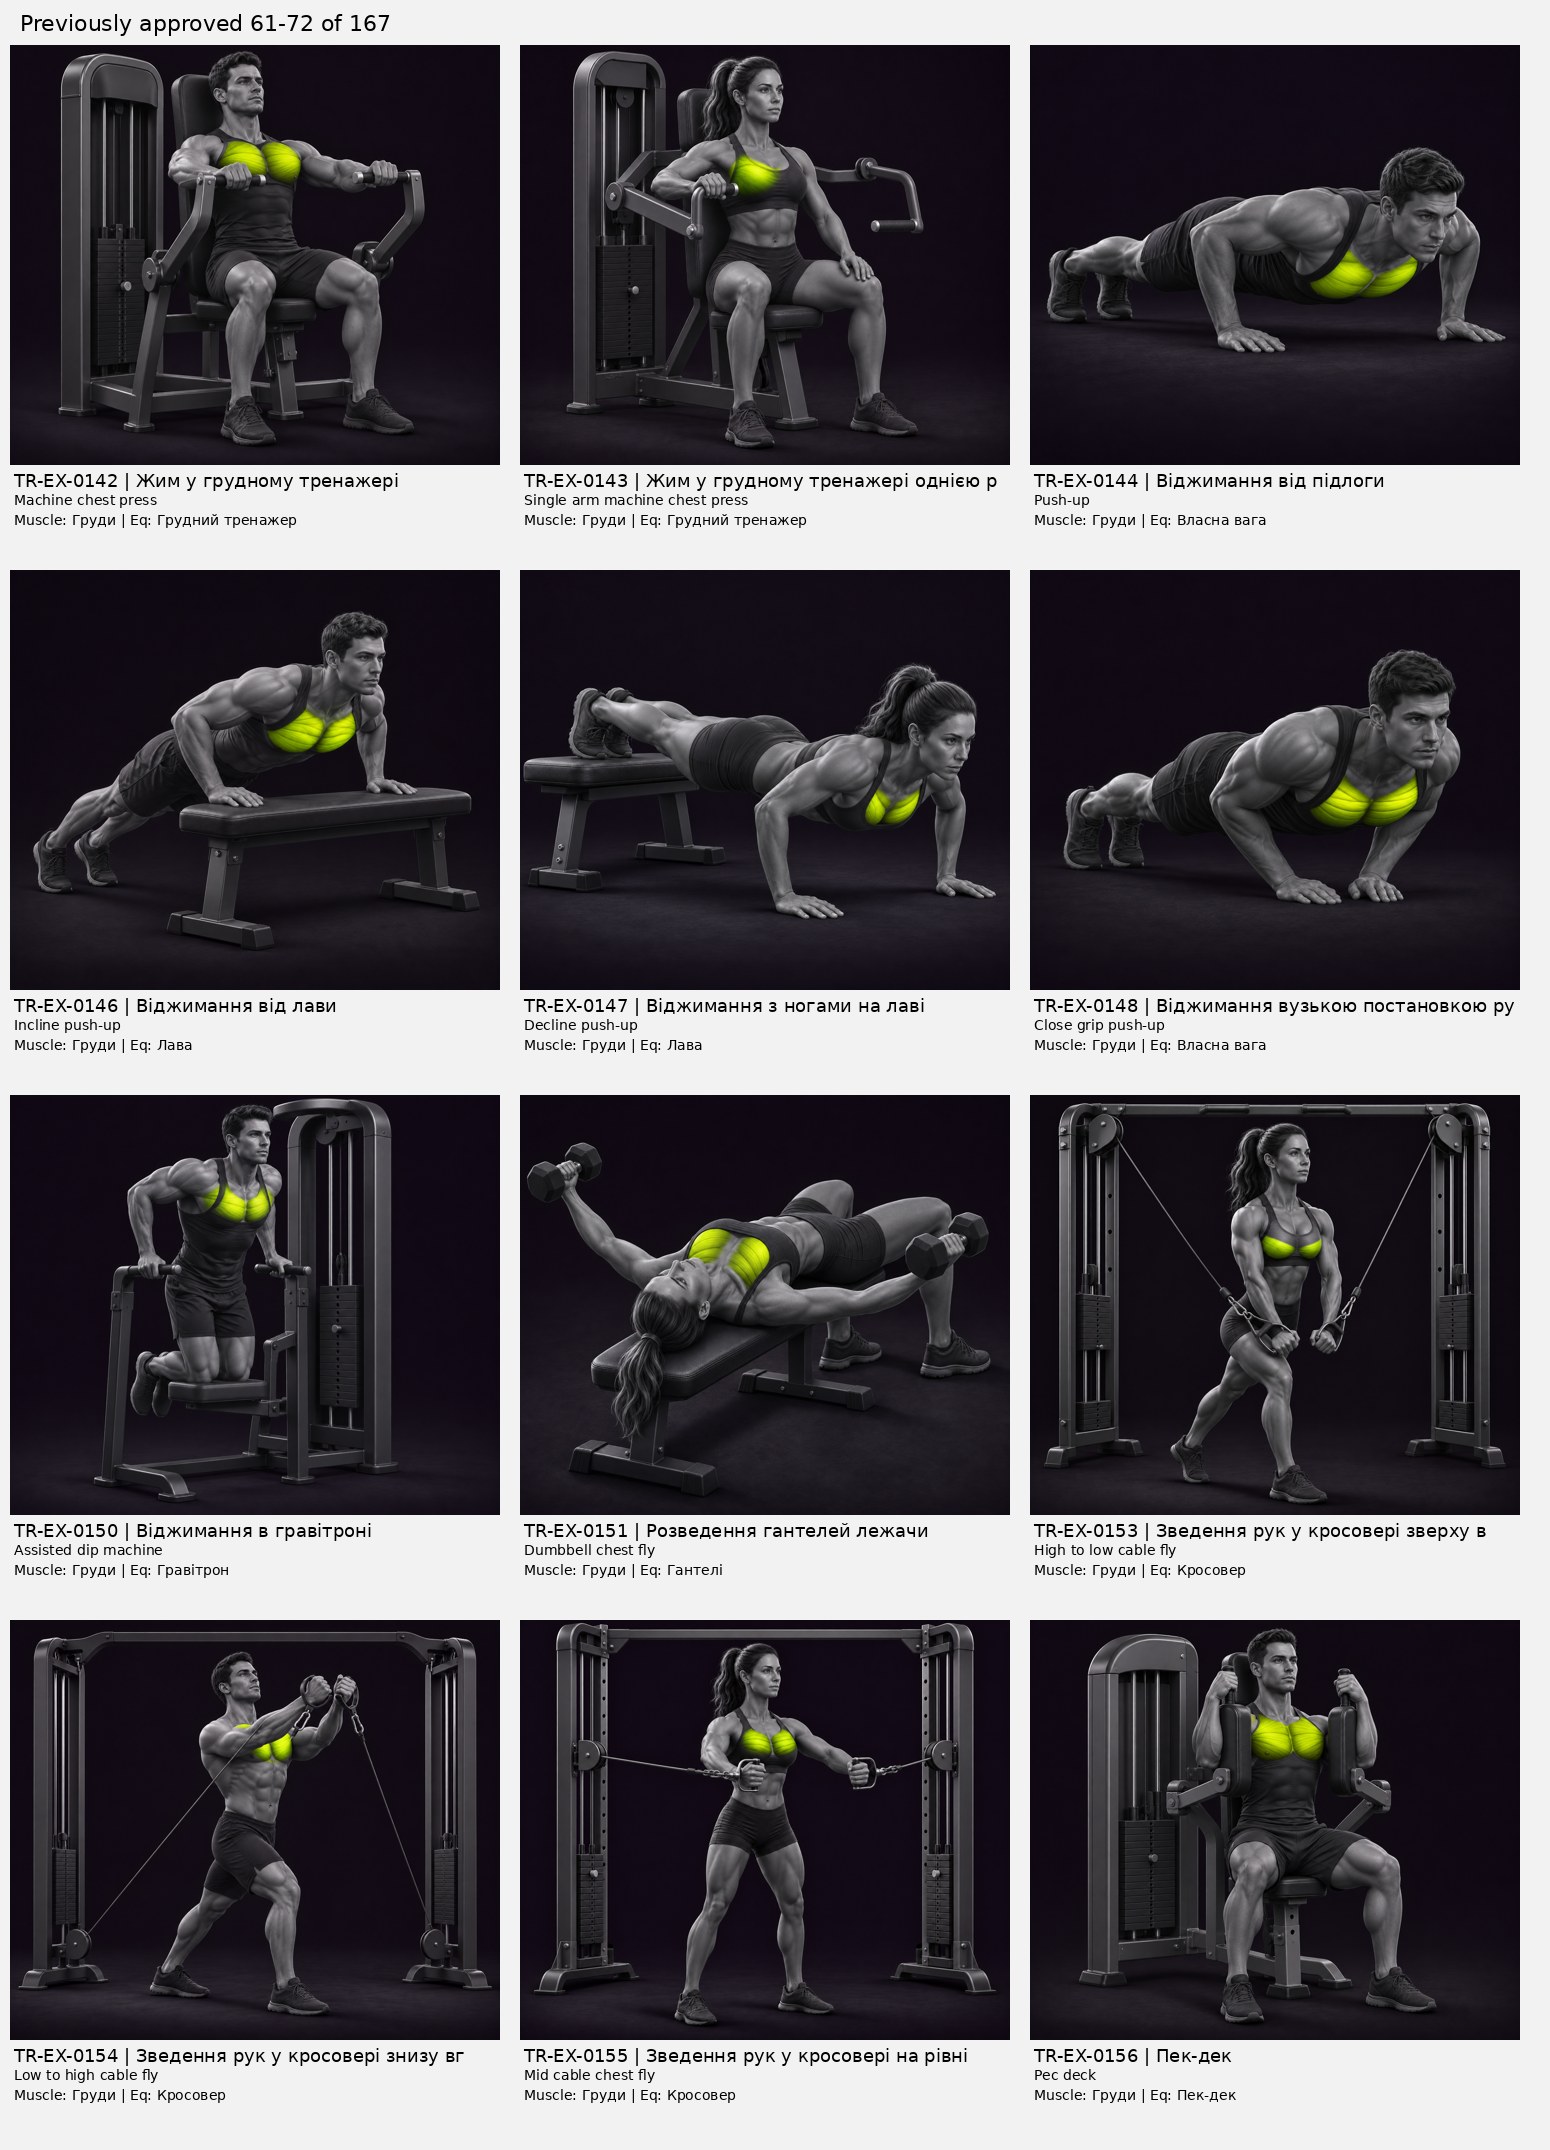 Previously approved 61-72 of 167
TR-EX-0142 | Жим у грудному тренажері
Machine chest press
Muscle: Груди | Eq: Грудний тренажер
TR-EX-0143 | Жим у грудному тренажері однією р
Single arm machine chest press
Muscle: Груди | Eq: Грудний тренажер
TR-EX-0144 | Віджимання від підлоги
Push-up
Muscle: Груди | Eq: Власна вага
TR-EX-0146 | Віджимання від лави
Incline push-up
Muscle: Груди | Eq: Лава
TR-EX-0147 | Віджимання з ногами на лаві
Decline push-up
Muscle: Груди | Eq: Лава
TR-EX-0148 | Віджимання вузькою постановкою ру
Close grip push-up
Muscle: Груди | Eq: Власна вага
TR-EX-0150 | Віджимання в гравітроні
Assisted dip machine
Muscle: Груди | Eq: Гравітрон
TR-EX-0151 | Розведення гантелей лежачи
Dumbbell chest fly
Muscle: Груди | Eq: Гантелі
TR-EX-0153 | Зведення рук у кросовері зверху в
High to low cable fly
Muscle: Груди | Eq: Кросовер
TR-EX-0154 | Зведення рук у кросовері знизу вг
Low to high cable fly
Muscle: Груди | Eq: Кросовер
TR-EX-0155 | Зведення рук у кросовері на рівні
Mid cable chest fly
Muscle: Груди | Eq: Кросовер
TR-EX-0156 | Пек-дек
Pec deck
Muscle: Груди | Eq: Пек-дек